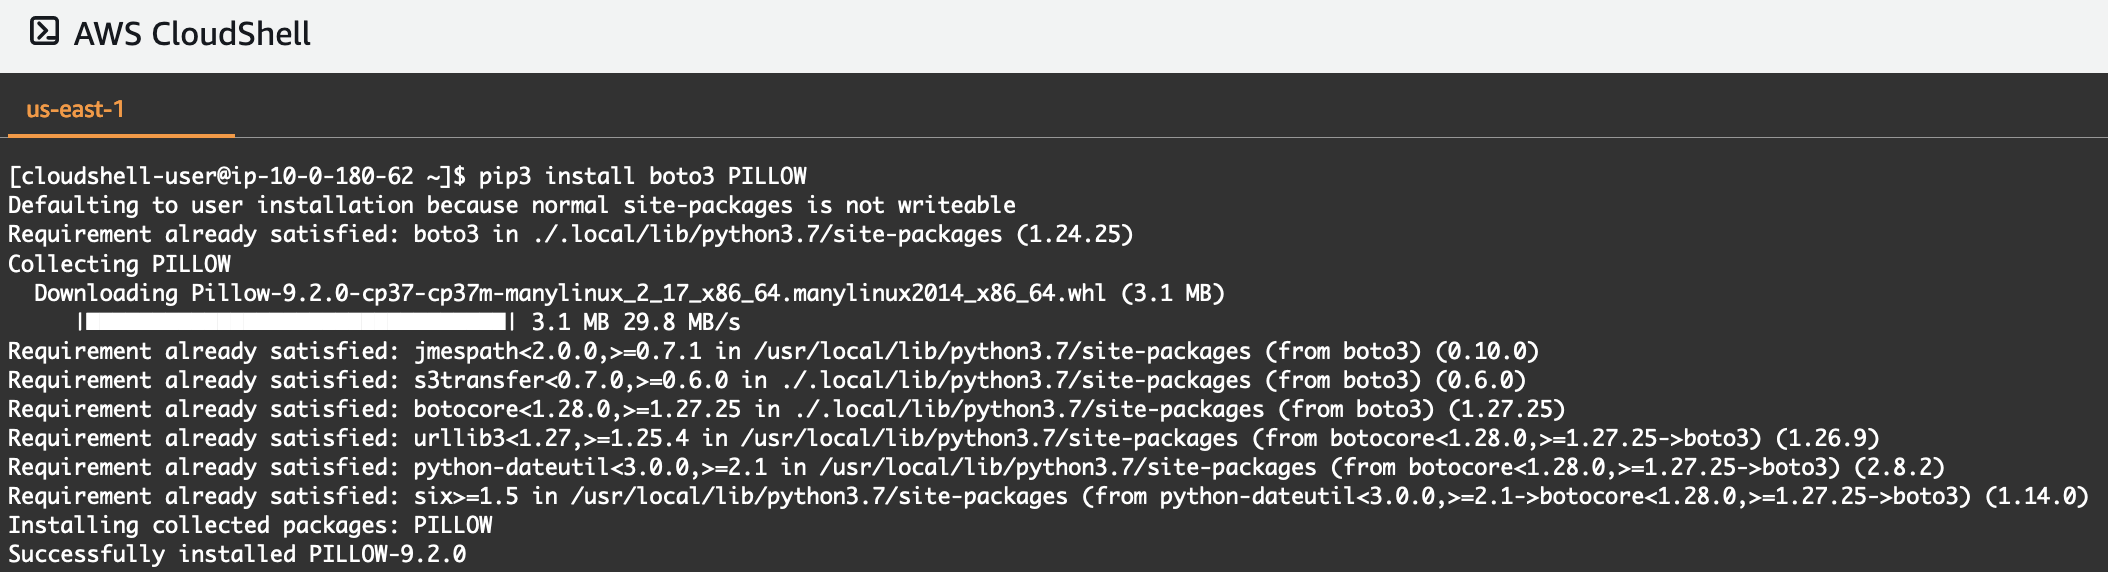 AWS CloudShell
us-east-1
[cloudshell-user@ip-10-0-180-62 ~]$ pip3 install boto3 PILLOW
Defaulting to user installation because normal site-packages is not writeable
Requirement already satisfied: boto3 in ./.local/lib/python3.7/site-packages (1.24.25)
Collecting PILLOW
  Downloading Pillow-9.2.0-cp37-cp37m-manylinux_2_17_x86_64.manylinux2014_x86_64.whl (3.1 MB)
     |████████████████████████████████| 3.1 MB 29.8 MB/s
Requirement already satisfied: jmespath<2.0.0,>=0.7.1 in /usr/local/lib/python3.7/site-packages (from boto3) (0.10.0)
Requirement already satisfied: s3transfer<0.7.0,>=0.6.0 in ./.local/lib/python3.7/site-packages (from boto3) (0.6.0)
Requirement already satisfied: botocore<1.28.0,>=1.27.25 in ./.local/lib/python3.7/site-packages (from boto3) (1.27.25)
Requirement already satisfied: urllib3<1.27,>=1.25.4 in /usr/local/lib/python3.7/site-packages (from botocore<1.28.0,>=1.27.25->boto3) (1.26.9)
Requirement already satisfied: python-dateutil<3.0.0,>=2.1 in /usr/local/lib/python3.7/site-packages (from botocore<1.28.0,>=1.27.25->boto3) (2.8.2)
Requirement already satisfied: six>=1.5 in /usr/local/lib/python3.7/site-packages (from python-dateutil<3.0.0,>=2.1->botocore<1.28.0,>=1.27.25->boto3) (1.14.0)
Installing collected packages: PILLOW
Successfully installed PILLOW-9.2.0